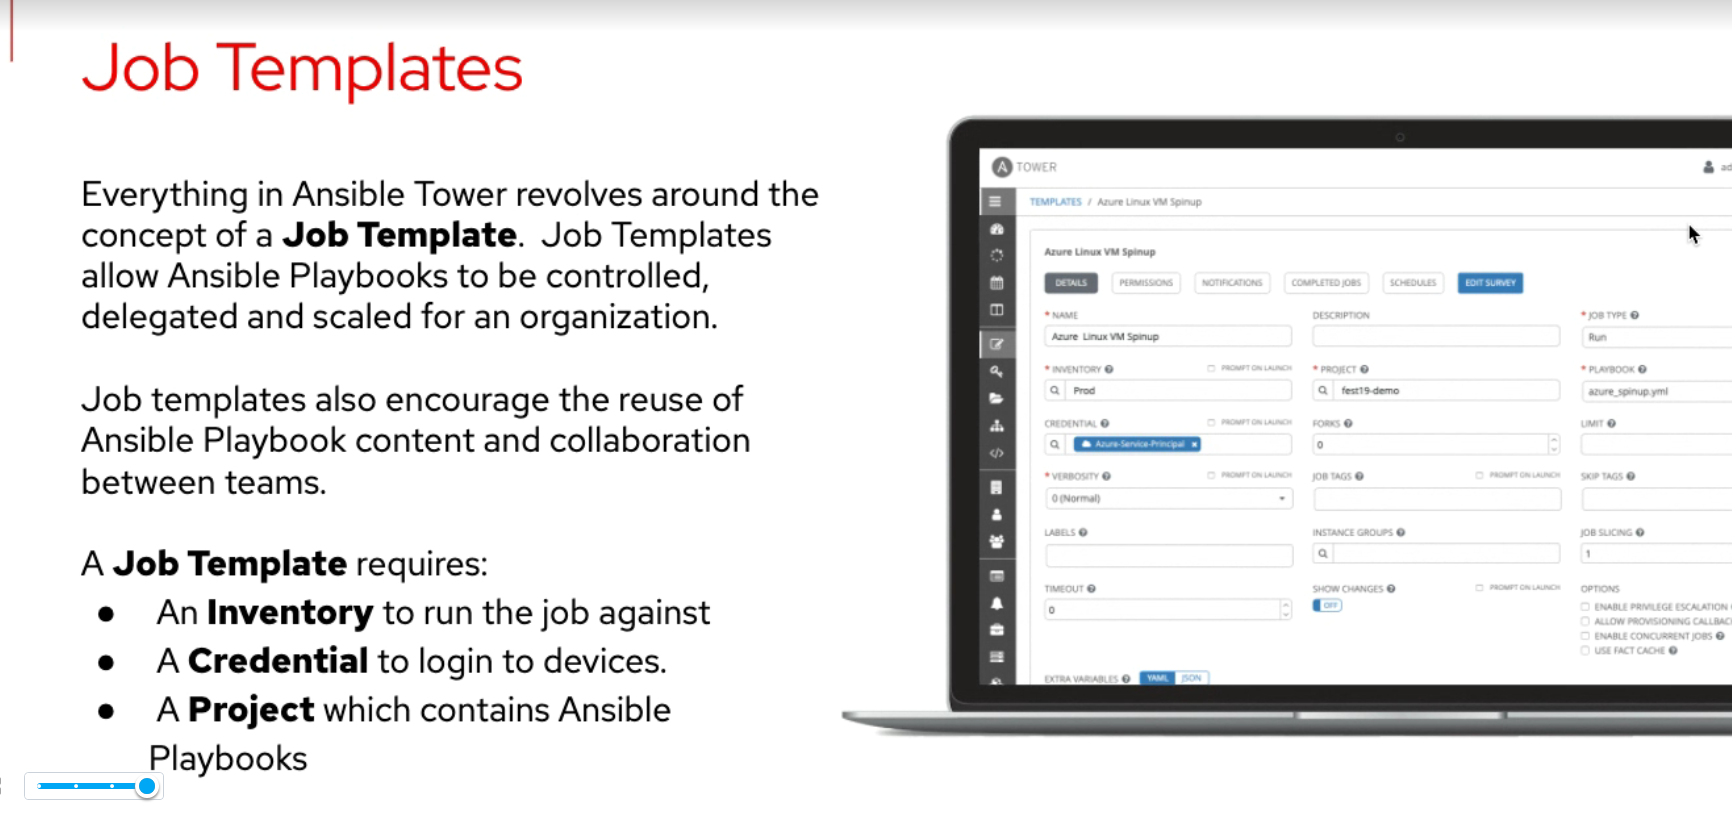 Job Templates
Everything in Ansible Tower revolves around the
concept of a Job Template. Job Templates
allow Ansible Playbooks to be controlled,
delegated and scaled for an organization.
Job templates also encourage the reuse of
Ansible Playbook content and collaboration
between teams.
A Job Template requires:
● An Inventory to run the job against
● A Credential to login to devices.
● A Project which contains Ansible
Playbooks
A TOWER
TEMPLATES / Azure Linux VM Spinup
Azure Linux VM Spinup
DETAILS PERMISSIONS NOTIFICATIONS COMPLETED JOBS SCHEDULES EDIT SURVEY
* NAME DESCRIPTION * JOB TYPE
Azure Linux VM Spinup Run
* INVENTORY PROMPT ON LAUNCH * PROJECT * PLAYBOOK
Prod fest19-demo azure_spinup.yml
CREDENTIAL PROMPT ON LAUNCH FORKS LIMIT
Azure-Service-Principal × 0
* VERBOSITY PROMPT ON LAUNCH JOB TAGS PROMPT ON LAUNCH SKIP TAGS
0 (Normal)
LABELS INSTANCE GROUPS JOB SLICING
1
TIMEOUT SHOW CHANGES PROMPT ON LAUNCH OPTIONS
0 OFF ENABLE PRIVILEGE ESCALATION
ALLOW PROVISIONING
ENABLE CONCURRENT JOBS
USE FACT CACHE
EXTRA VARIABLES YAML JSON